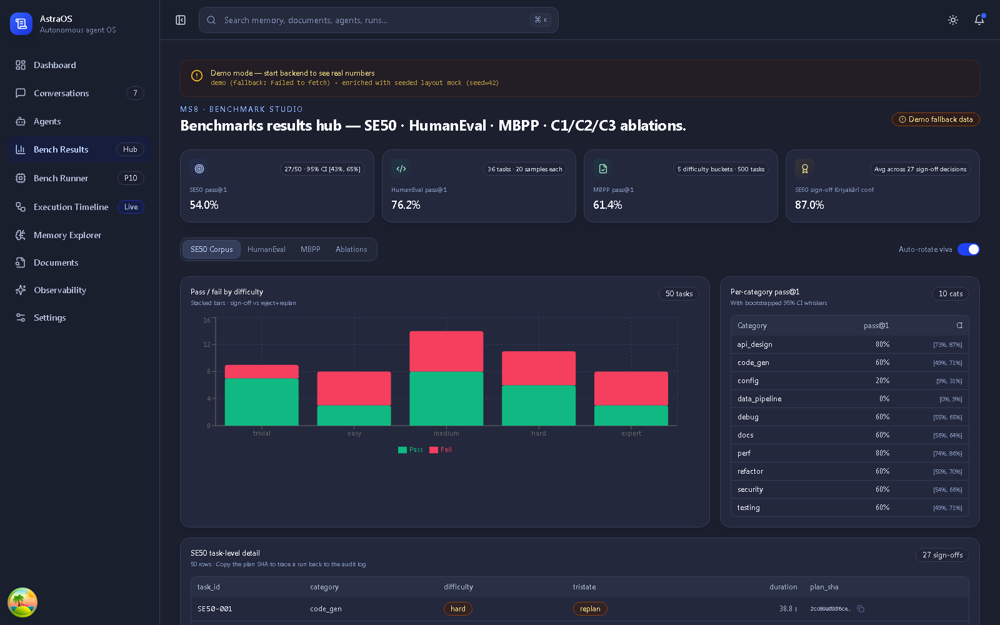 AstraOS
Autonomous agent OS
Search memory, documents, agents, runs...
⌘ K
Dashboard
Conversations
7
Agents
Bench Results
Hub
Bench Runner
P10
Execution Timeline
Live
Memory Explorer
Documents
Observability
Settings
Demo mode — start backend to see real numbers
demo (fallback: Failed to fetch) · enriched with seeded layout mock (seed=42)
MS8 · BENCHMARK STUDIO
Benchmarks results hub — SE50 · HumanEval · MBPP · C1/C2/C3 ablations.
Demo fallback data
27/50 · 95% CI [43%, 65%]
SE50 pass@1
54.0%
36 tasks · 20 samples each
HumanEval pass@1
76.2%
5 difficulty buckets · 500 tasks
MBPP pass@1
61.4%
Avg across 27 sign-off decisions
SE50 sign-off Kriyakārī conf
87.0%
SE50 Corpus
HumanEval
MBPP
Ablations
Auto-rotate viva
Pass / fail by difficulty
Stacked bars · sign-off vs reject+replan
50 tasks
16
12
8
4
0
trivial
easy
medium
hard
expert
Pass
Fail
Per-category pass@1
With bootstrapped 95% CI whiskers
10 cats
Category pass@1 CI
api_design 80% [73%, 87%]
code_gen 60% [49%, 71%]
config 20% [9%, 31%]
data_pipeline 0% [0%, 9%]
debug 60% [55%, 65%]
docs 60% [56%, 64%]
perf 80% [74%, 86%]
refactor 60% [50%, 70%]
security 60% [54%, 66%]
testing 60% [49%, 71%]
SE50 task-level detail
50 rows · Copy the plan SHA to trace a run back to the audit log
27 sign-offs
task_id category difficulty tristate duration plan_sha
SE50-001 code_gen hard replan 38.8 s